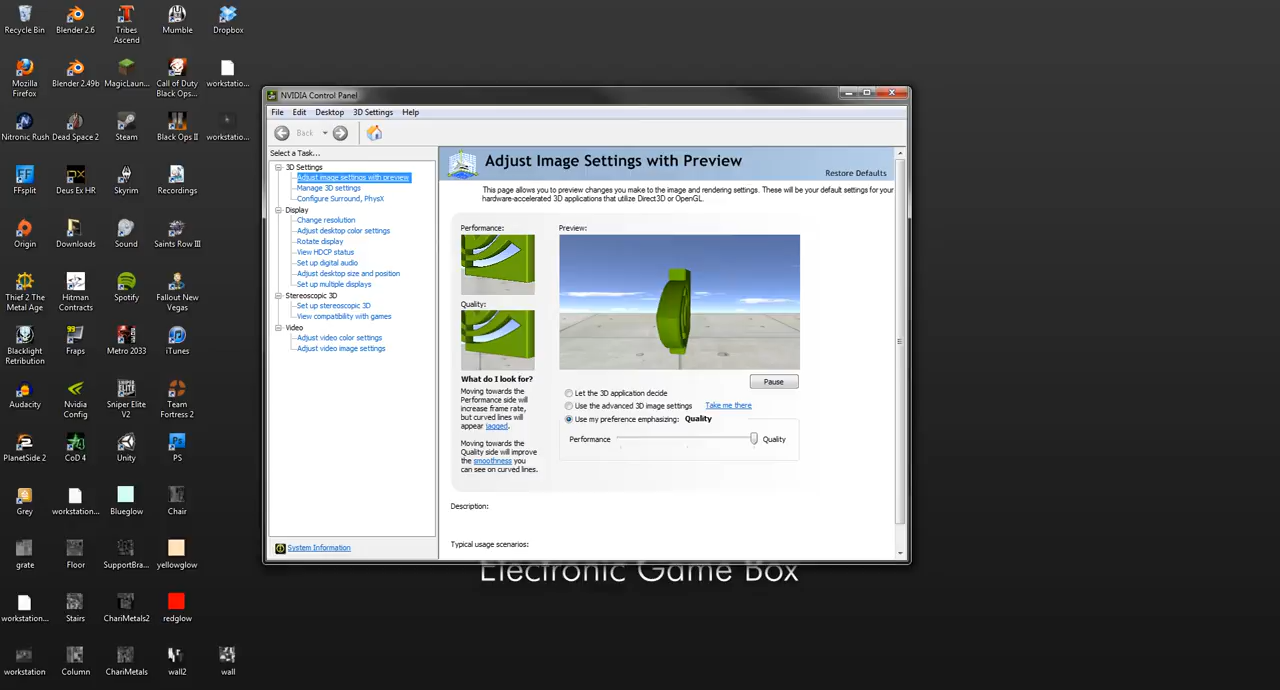 Recycle Bin
Blender 2.6
Tribes
Ascend
Mumble
Dropbox
Mozilla
Firefox
Blender 2.49b
MagicLaun...
Call of Duty
Black Ops...
workstatio...
Nitronic Rush
Dead Space 2
Steam
Black Ops II
workstatio...
FFsplit
Deus Ex HR
Skyrim
Recordings
Origin
Downloads
Sound
Saints Row III
Thief 2 The
Metal Age
Hitman
Contracts
Spotify
Fallout New
Vegas
Blacklight
Retribution
99
Fraps
Metro 2033
iTunes
Audacity
Nvidia
Config
Sniper Elite
V2
Team
Fortress 2
PlanetSide 2
CoD 4
Unity
PS
Grey
workstation...
Blueglow
Chair
grate
Floor
SupportBra...
yellowglow
workstation...
Stairs
ChariMetals2
redglow
workstation
Column
ChariMetals
wall2
wall
NVIDIA Control Panel
File Edit Desktop 3D Settings Help
Back
Select a Task...
3D Settings
Adjust image settings with preview
Manage 3D settings
Configure Surround, PhysX
Display
Change resolution
Adjust desktop color settings
Rotate display
View HDCP status
Set up digital audio
Adjust desktop size and position
Set up multiple displays
Stereoscopic 3D
Set up stereoscopic 3D
View compatibility with games
Video
Adjust video color settings
Adjust video image settings
System Information
Adjust Image Settings with Preview
Restore Defaults
This page allows you to preview changes you make to the image and rendering settings. These will be your default settings for your
hardware-accelerated 3D applications that utilize Direct3D or OpenGL.
Performance:
Preview:
Quality:
What do I look for?
Moving towards the
Performance side will
increase frame rate,
but curved lines will
appear jagged.
Moving towards the
Quality side will improve
the smoothness you
can see on curved lines.
Pause
Let the 3D application decide
Use the advanced 3D image settings Take me there
Use my preference emphasizing: Quality
Performance Quality
Description:
Typical usage scenarios:
Electronic Game Box